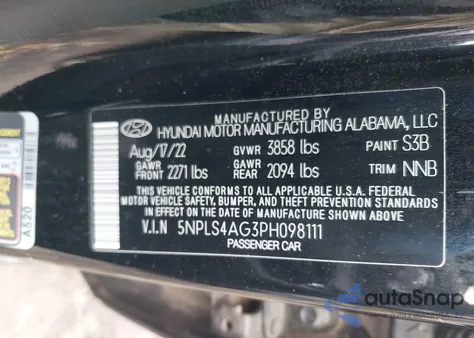 MANUFACTURED BY
HYUNDAI MOTOR MANUFACTURING ALABAMA, LLC
Aug/17/22 GVWR 3858 lbs PAINT S3B
GAWR FRONT 2271 lbs GAWR REAR 2094 lbs TRIM NNB
THIS VEHICLE CONFORMS TO ALL APPLICABLE U.S.A. FEDERAL
MOTOR VEHICLE SAFETY, BUMPER, AND THEFT PREVENTION
STANDARDS IN EFFECT ON THE DATE OF MANUFACTURE SHOWN ABOVE.
V.I.N 5NPLS4AG3PH098111
PASSENGER CAR
A520
autoSnap